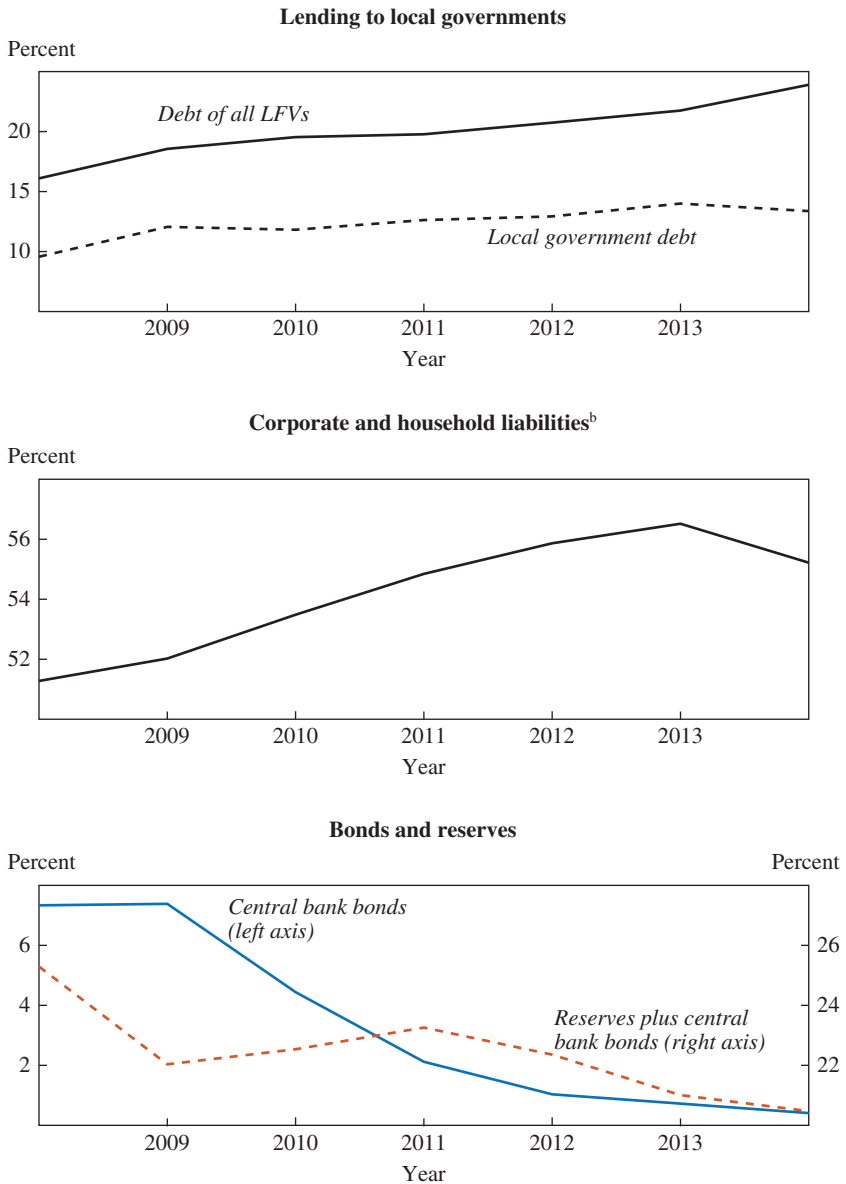 Lending to local governments
Percent
Debt of all LFVs
20
15
Local government debt
10
2009 2010 2011 2012 2013
Year
Corporate and household liabilitiesᵇ
Percent
56
54
52
2009 2010 2011 2012 2013
Year
Bonds and reserves
Percent Percent
Central bank bonds
(left axis)
6 26
4 24
Reserves plus central
bank bonds (right axis)
2 22
2009 2010 2011 2012 2013
Year